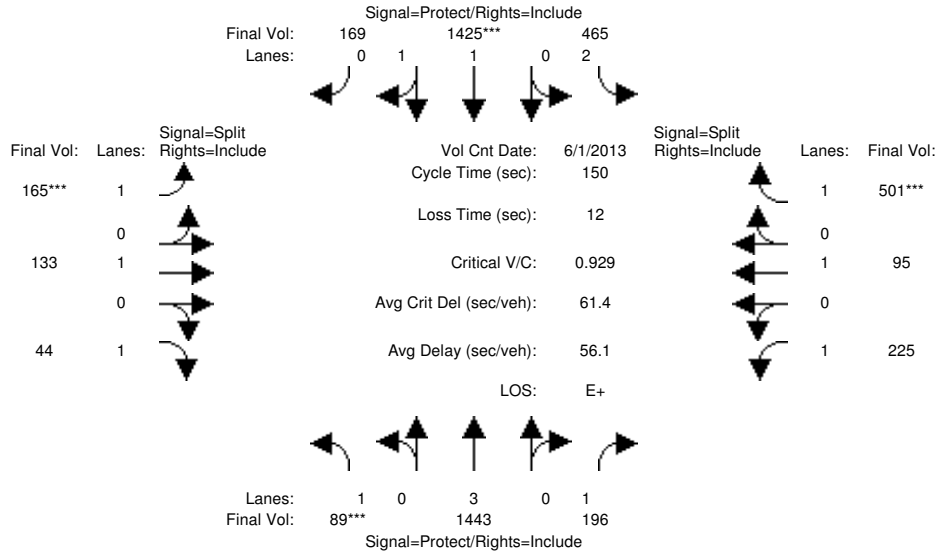 Signal=Protect/Rights=Include
Final Vol: 169 1425*** 465
Lanes: 0 1 1 0 2
Signal=Split
Final Vol: Lanes: Rights=Include
Vol Cnt Date: 6/1/2013
Signal=Split
Rights=Include Lanes: Final Vol:
Cycle Time (sec): 150
165*** 1
1 501***
Loss Time (sec): 12
0
0
133 1
Critical V/C: 0.929
1 95
0
Avg Crit Del (sec/veh): 61.4
0
44 1
Avg Delay (sec/veh): 56.1
1 225
LOS: E+
Lanes: 1 0 3 0 1
Final Vol: 89*** 1443 196
Signal=Protect/Rights=Include